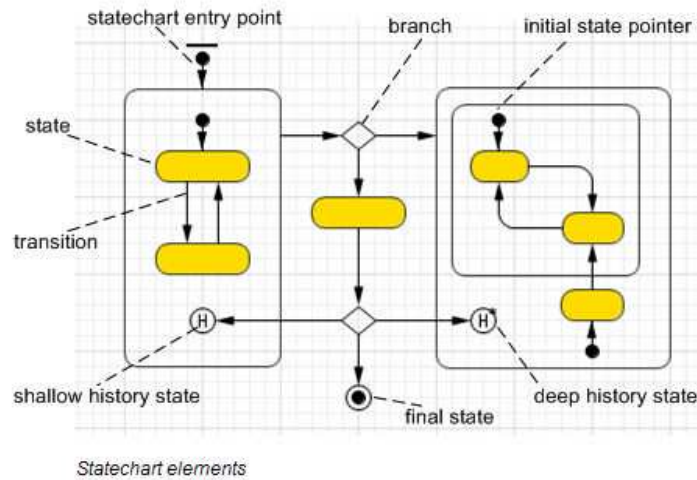 statechart entry point
branch
initial state pointer
state
transition
H
H*
shallow history state
final state
deep history state
Statechart elements